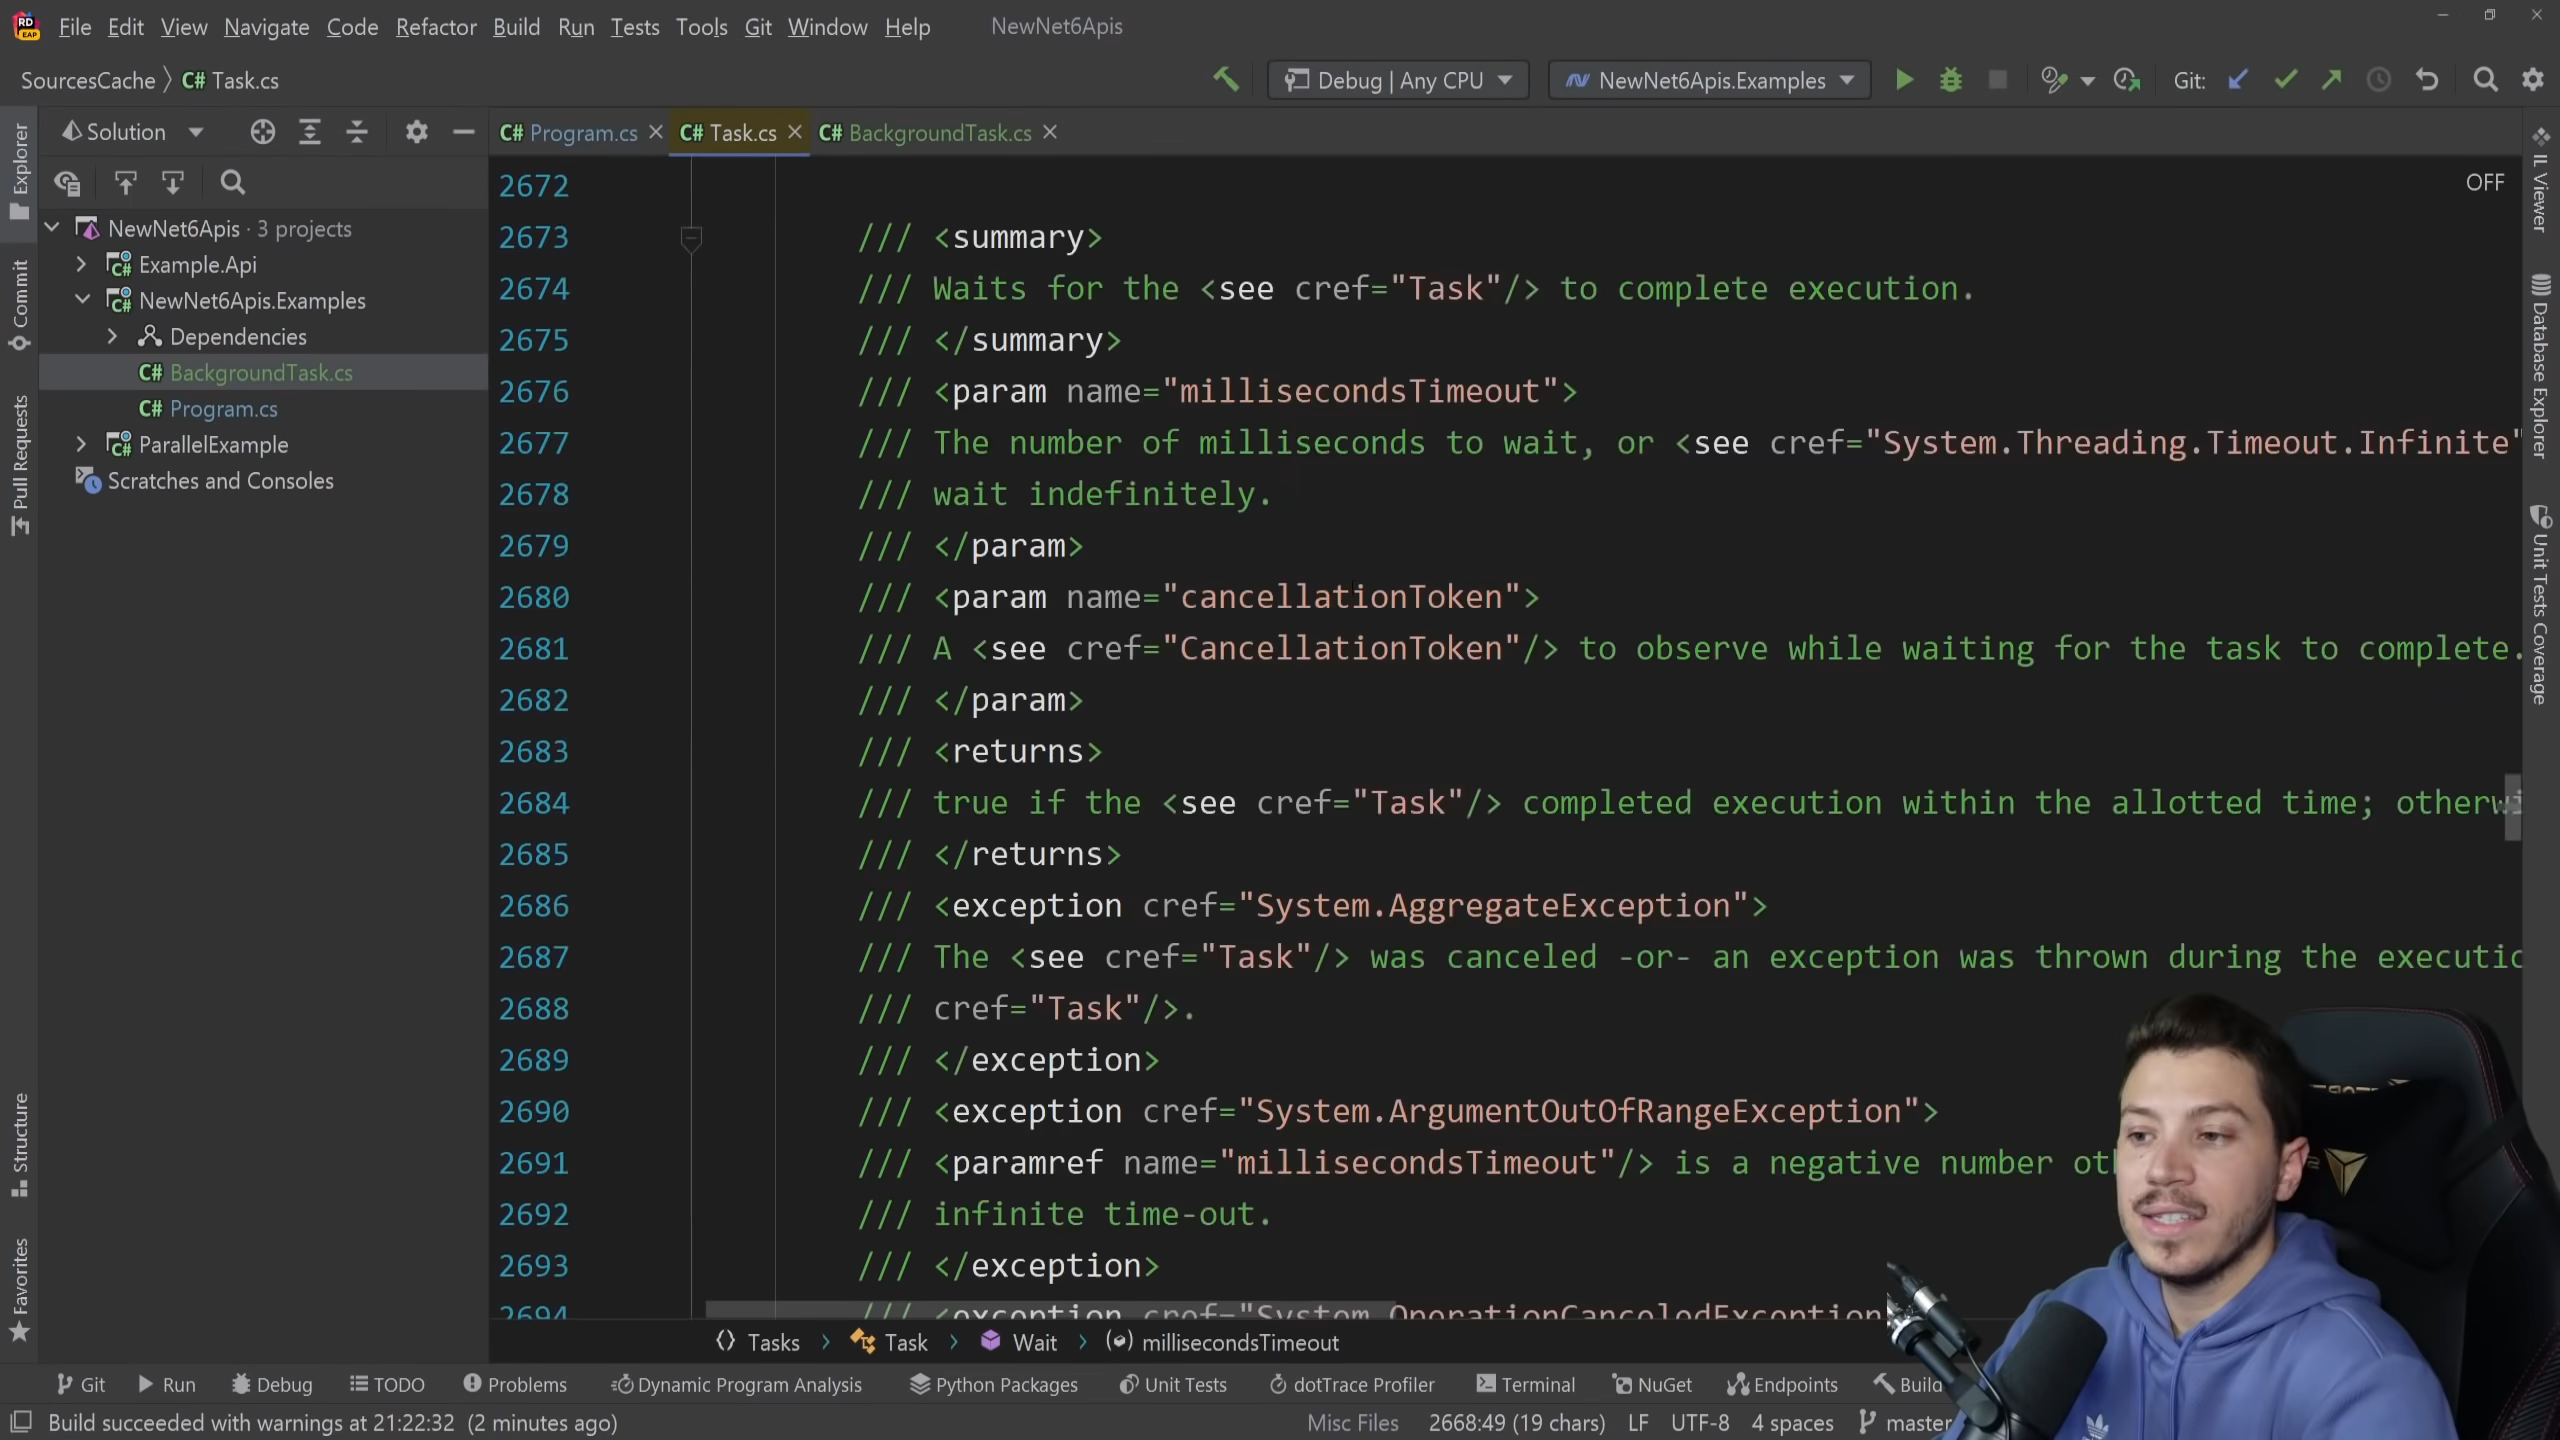 File Edit View Navigate Code Refactor Build Run Tests Tools Git Window Help NewNet6Apis
SourcesCache Task.cs Debug | Any CPU NewNet6Apis.Examples Git:
Solution
Program.cs Task.cs BackgroundTask.cs
Explorer
Commit
Pull Requests
Structure
Favorites
NewNet6Apis · 3 projects
Example.Api
NewNet6Apis.Examples
Dependencies
BackgroundTask.cs
Program.cs
ParallelExample
Scratches and Consoles
OFF
2672
2673 /// <summary>
2674 /// Waits for the <see cref="Task"/> to complete execution.
2675 /// </summary>
2676 /// <param name="millisecondsTimeout">
2677 /// The number of milliseconds to wait, or <see cref="System.Threading.Timeout.Infinite"
2678 /// wait indefinitely.
2679 /// </param>
2680 /// <param name="cancellationToken">
2681 /// A <see cref="CancellationToken"/> to observe while waiting for the task to complete.
2682 /// </param>
2683 /// <returns>
2684 /// true if the <see cref="Task"/> completed execution within the allotted time;
2685 /// </returns>
2686 /// <exception cref="System.AggregateException">
2687 /// The <see cref="Task"/> was canceled -or- an exception was thrown during the
2688 /// cref="Task"/>.
2689 /// </exception>
2690 /// <exception cref="System.ArgumentOutOfRangeException">
2691 /// <paramref name="millisecondsTimeout"/> is a negative number
2692 /// infinite time-out.
2693 /// </exception>
2694 /// <exception cref="System.OperationCanceledException
IL Viewer
Database Explorer
Unit Tests Coverage
Tasks Task Wait millisecondsTimeout
Git Run Debug TODO Problems Dynamic Program Analysis Python Packages Unit Tests dotTrace Profiler Terminal NuGet Endpoints Build
Build succeeded with warnings at 21:22:32 (2 minutes ago) Misc Files 2668:49 (19 chars) LF UTF-8 4 spaces master